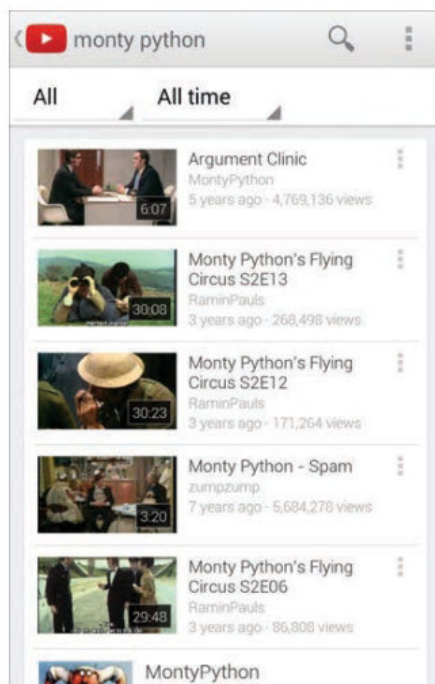 monty python
All
All time
6:07
Argument Clinic
MontyPython
5 years ago · 4,769,136 views
30:08
Monty Python's Flying
Circus S2E13
RaminPauls
3 years ago · 268,498 views
30:23
Monty Python's Flying
Circus S2E12
RaminPauls
3 years ago · 171,264 views
3:20
Monty Python - Spam
zumpzump
7 years ago · 5,684,278 views
29:48
Monty Python's Flying
Circus S2E06
RaminPauls
3 years ago · 86,808 views
MontyPython